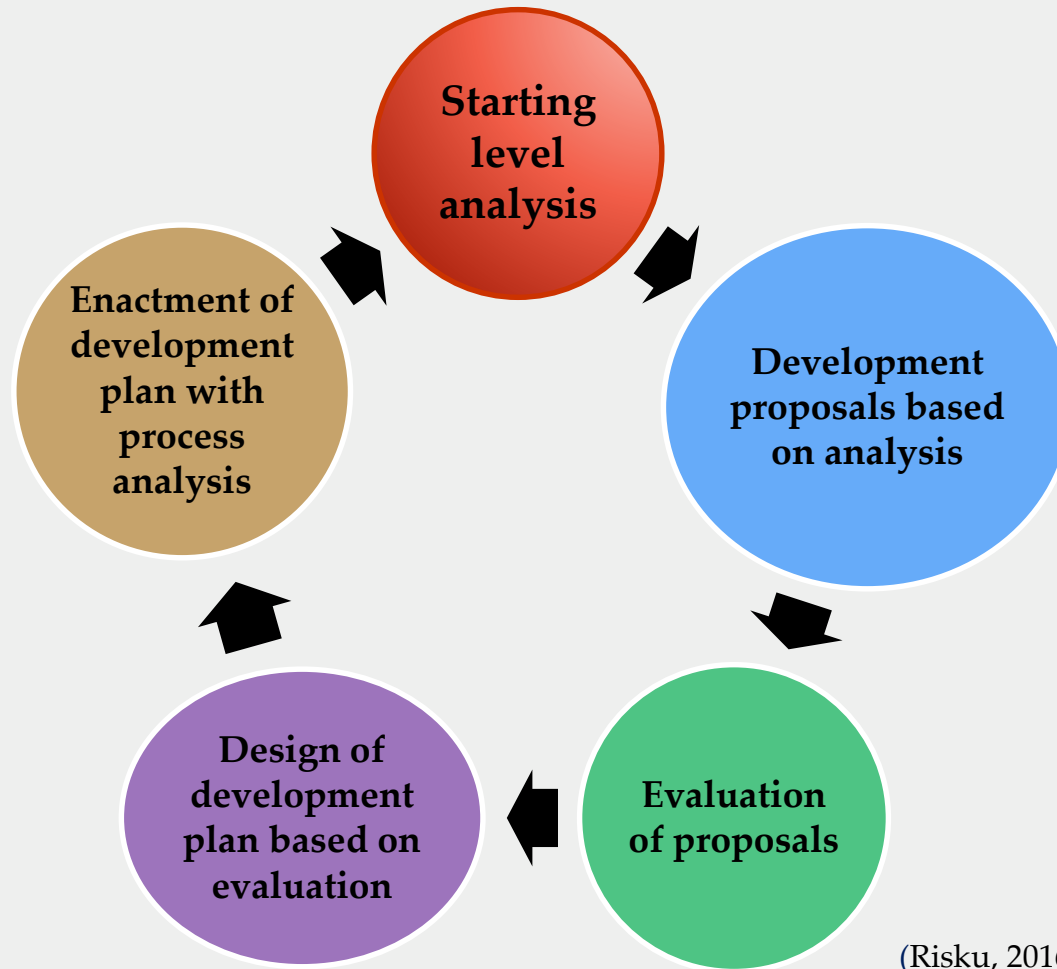 Starting
level
analysis
Development
proposals based
on analysis
Evaluation
of proposals
Design of
development
plan based on
evaluation
Enactment of
development
plan with
process
analysis
(Risku,